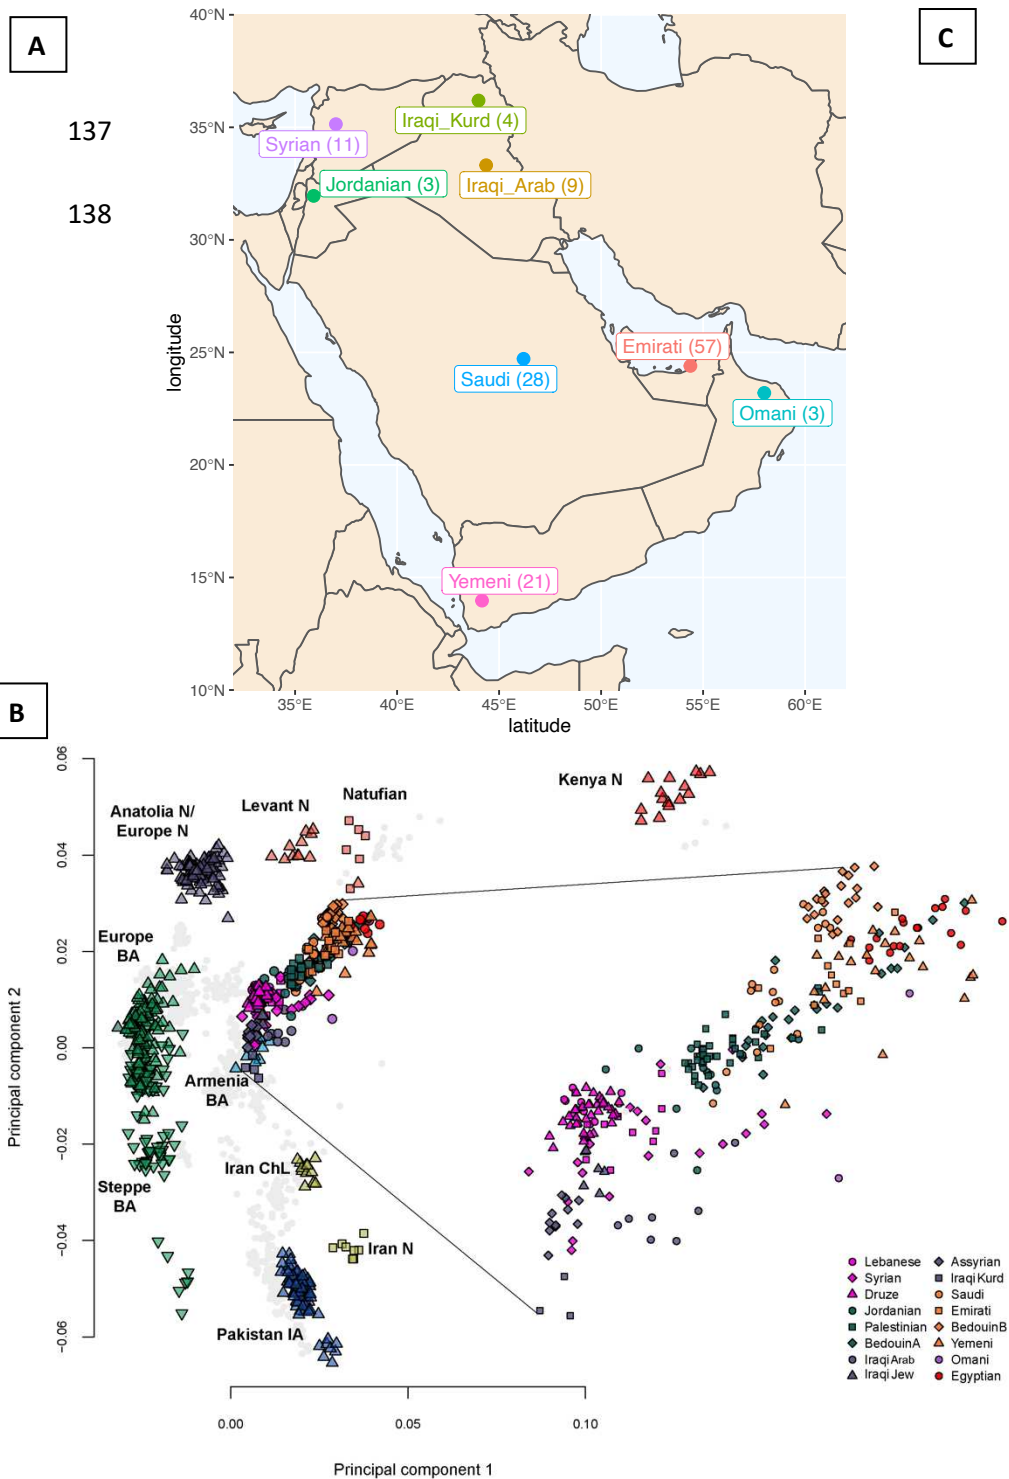 A
C
137
138
40°N
35°N
30°N
25°N
20°N
15°N
10°N
longitude
Iraqi_Kurd (4)
Syrian (11)
Jordanian (3)
Iraqi_Arab (9)
Emirati (57)
Saudi (28)
Omani (3)
Yemeni (21)
35°E
40°E
45°E
50°E
55°E
60°E
latitude
B
0.06
0.04
0.02
0.00
−0.02
−0.04
−0.06
Principal component 2
Kenya N
Natufian
Levant N
Anatolia N/
Europe N
Europe
BA
Armenia
BA
Iran ChL
Steppe
BA
Iran N
Pakistan IA
Lebanese
Syrian
Druze
Jordanian
Palestinian
BedouinA
Iraqi Arab
Iraqi Jew
Assyrian
Iraqi Kurd
Saudi
Emirati
BedouinB
Yemeni
Omani
Egyptian
0.00
0.05
0.10
Principal component 1